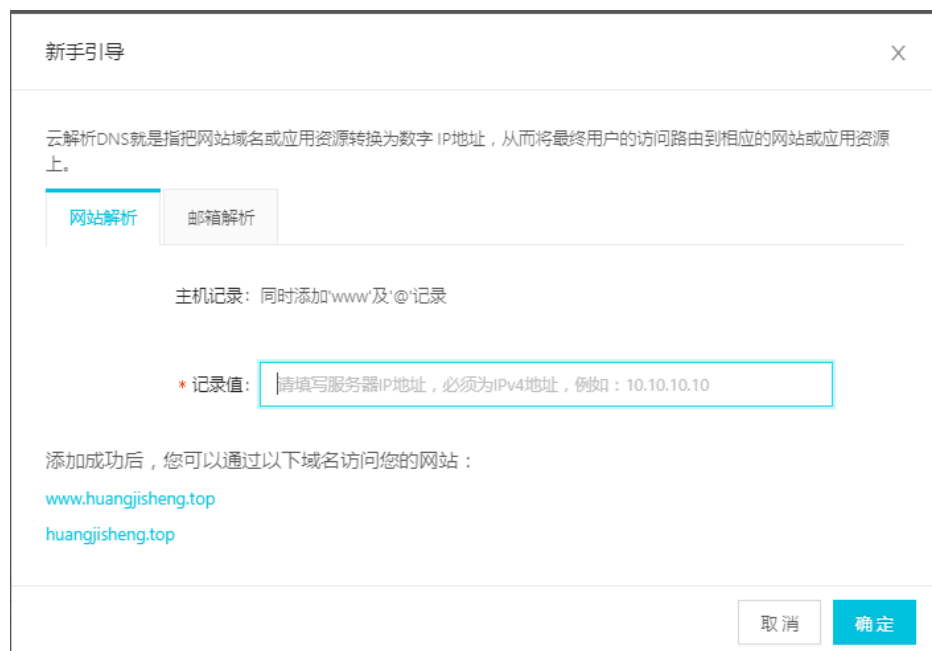 新手引导
云解析DNS就是指把网站域名或应用资源转换为数字 IP地址，从而将最终用户的访问路由到相应的网站或应用资源
上。
网站解析 邮箱解析
主机记录：同时添加'www'及'@'记录
* 记录值： 请填写服务器IP地址，必须为IPv4地址，例如：10.10.10.10
添加成功后，您可以通过以下域名访问您的网站：
www.huangjisheng.top
huangjisheng.top
取消 确定